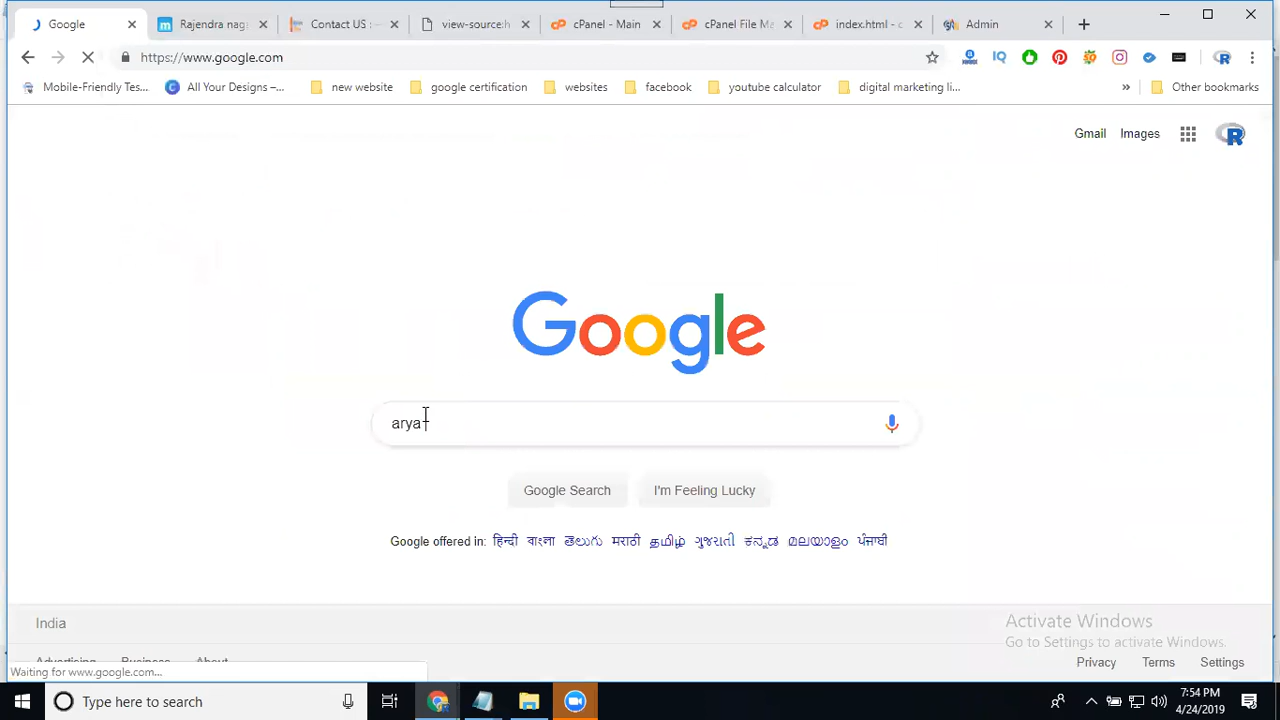 Google
Rajendra nag
Contact US : –
view-source:h
cPanel - Main
cPanel File Ma
index.html - c
Admin
https://www.google.com
Mobile-Friendly Tes...
All Your Designs –...
new website
google certification
websites
facebook
youtube calculator
digital marketing li...
»
Other bookmarks
Gmail
Images
Google
arya
Google Search
I'm Feeling Lucky
Google offered in: हिन्दी বাংলা తెలుగు मराठी தமிழ் ગુજરાતી ಕನ್ನಡ മലയാളം ਪੰਜਾਬੀ
India
Activate Windows
Go to Settings to activate Windows.
Advertising Business About
Privacy Terms Settings
Waiting for www.google.com...
Type here to search
7:54 PM
4/24/2019